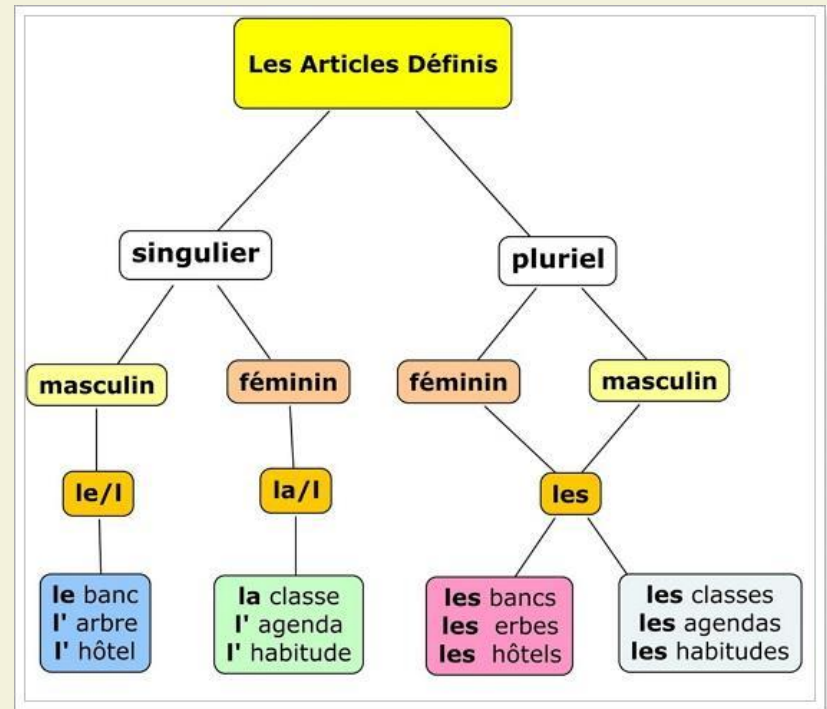 Les Articles Définis
singulier
pluriel
masculin
féminin
féminin
masculin
le/l
la/l
les
le banc
l' arbre
l' hôtel
la classe
l' agenda
l' habitude
les bancs
les erbes
les hôtels
les classes
les agendas
les habitudes